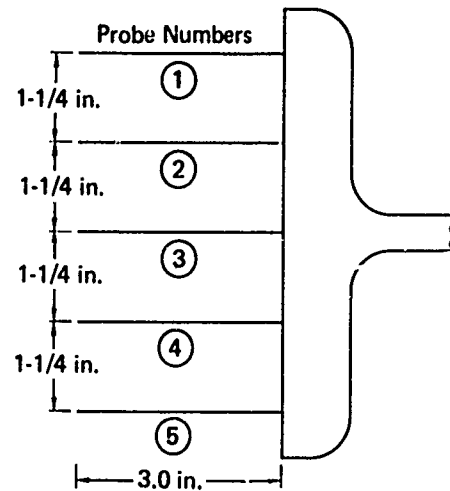 Probe Numbers
1
1-1/4 in.
2
1-1/4 in.
3
1-1/4 in.
4
1-1/4 in.
5
3.0 in.